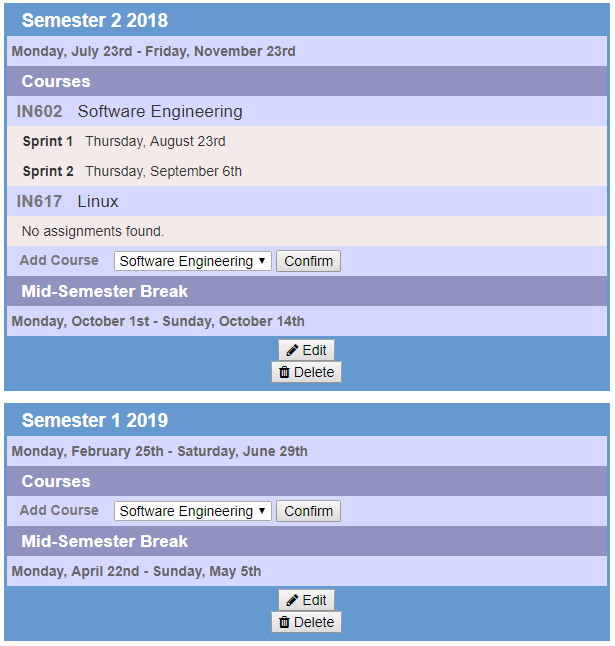 Semester 2 2018
Monday, July 23rd - Friday, November 23rd
Courses
IN602 Software Engineering
Sprint 1 Thursday, August 23rd
Sprint 2 Thursday, September 6th
IN617 Linux
No assignments found.
Add Course Software Engineering Confirm
Mid-Semester Break
Monday, October 1st - Sunday, October 14th
Edit
Delete
Semester 1 2019
Monday, February 25th - Saturday, June 29th
Courses
Add Course Software Engineering Confirm
Mid-Semester Break
Monday, April 22nd - Sunday, May 5th
Edit
Delete